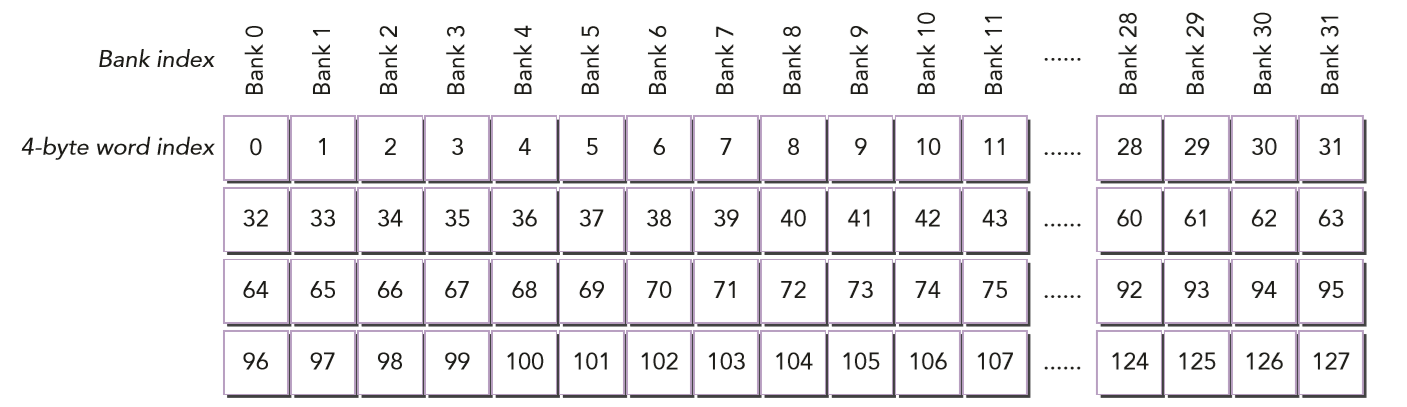 Bank index Bank 0 Bank 1 Bank 2 Bank 3 Bank 4 Bank 5 Bank 6 Bank 7 Bank 8 Bank 9 Bank 10 Bank 11 ...... Bank 28 Bank 29 Bank 30 Bank 31
4-byte word index 0 1 2 3 4 5 6 7 8 9 10 11 ...... 28 29 30 31
32 33 34 35 36 37 38 39 40 41 42 43 ...... 60 61 62 63
64 65 66 67 68 69 70 71 72 73 74 75 ...... 92 93 94 95
96 97 98 99 100 101 102 103 104 105 106 107 ...... 124 125 126 127